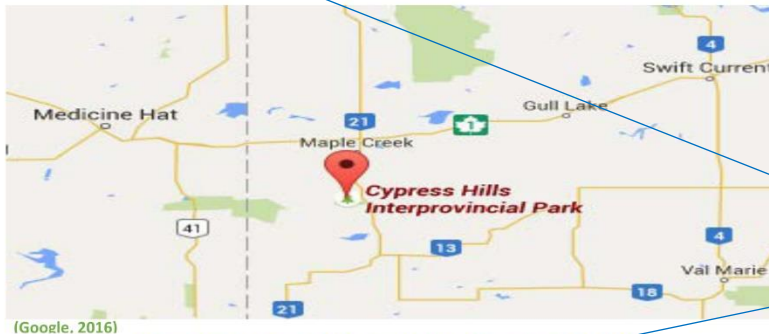 4
Swift Current
Gull Lake
Medicine Hat
21
1
Maple Creek
Cypress Hills
Interprovincial Park
41
4
13
Val Marie
21
18
(Google, 2016)